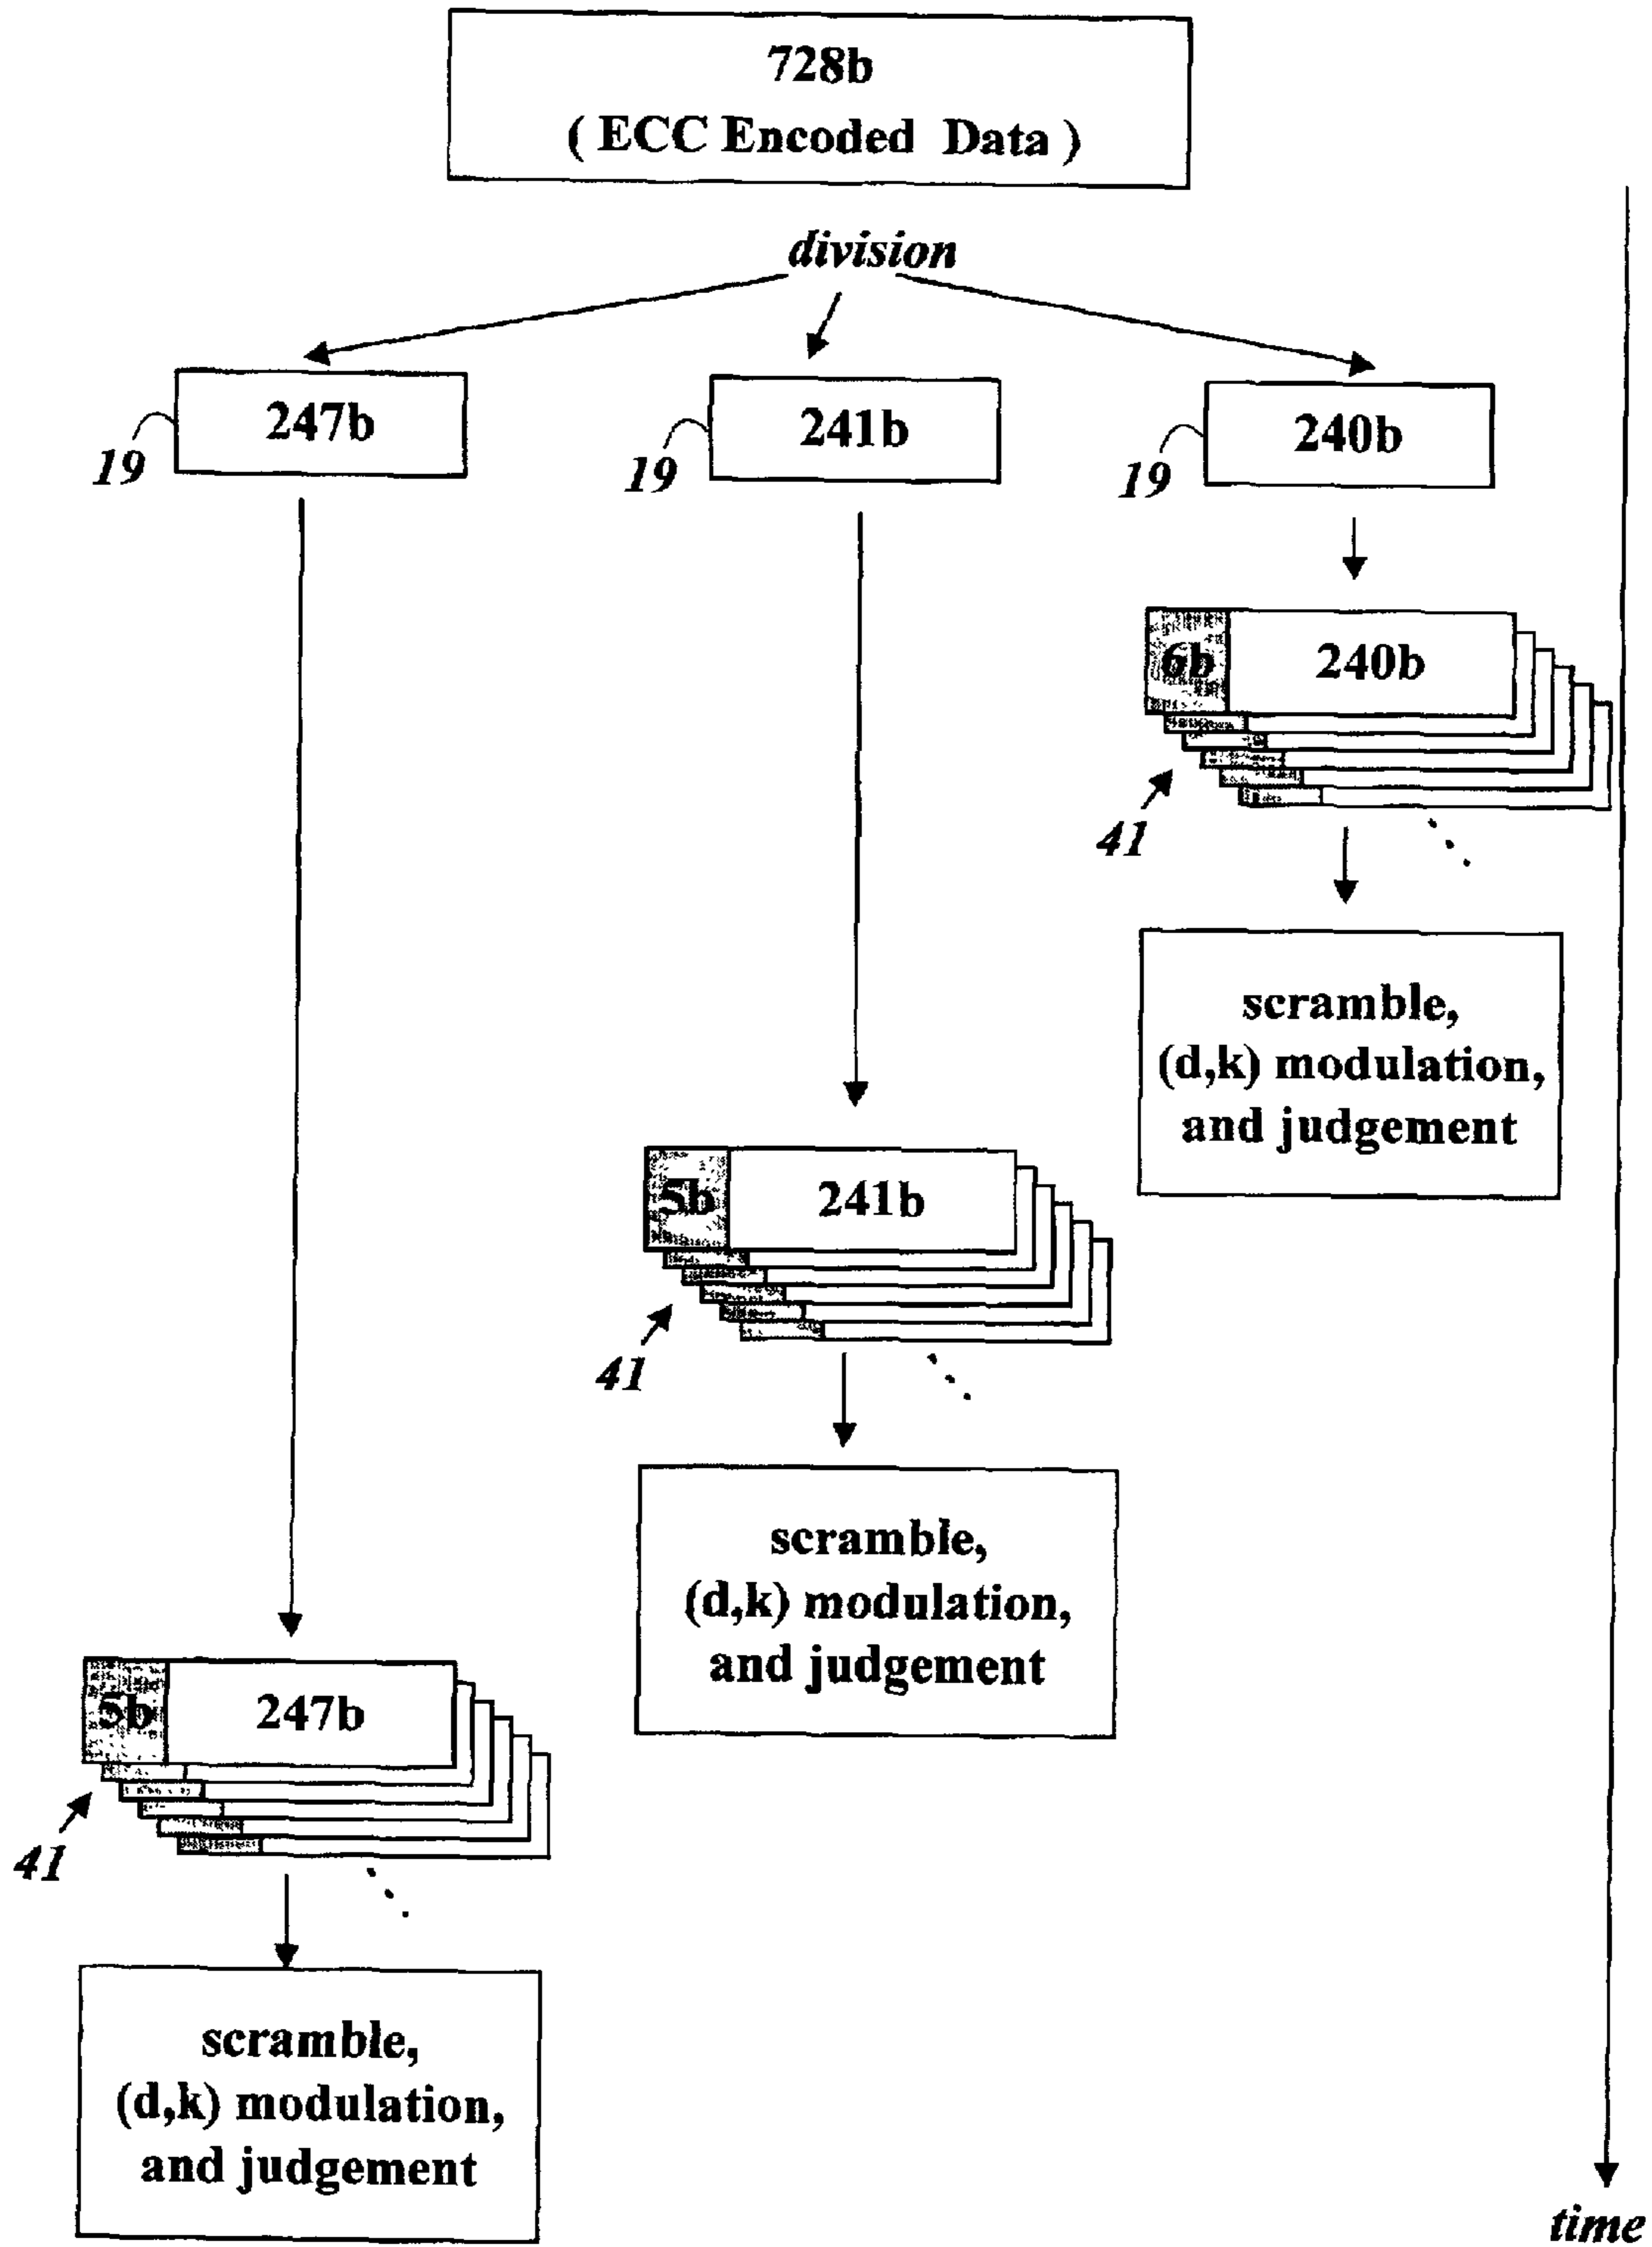 728b
( ECC Encoded Data )
division
247b
241b
240b
19
19
19
6b
240b
41
scramble,
(d,k) modulation,
and judgement
5b
241b
41
scramble,
(d,k) modulation,
and judgement
5b
247b
41
scramble,
(d,k) modulation,
and judgement
time